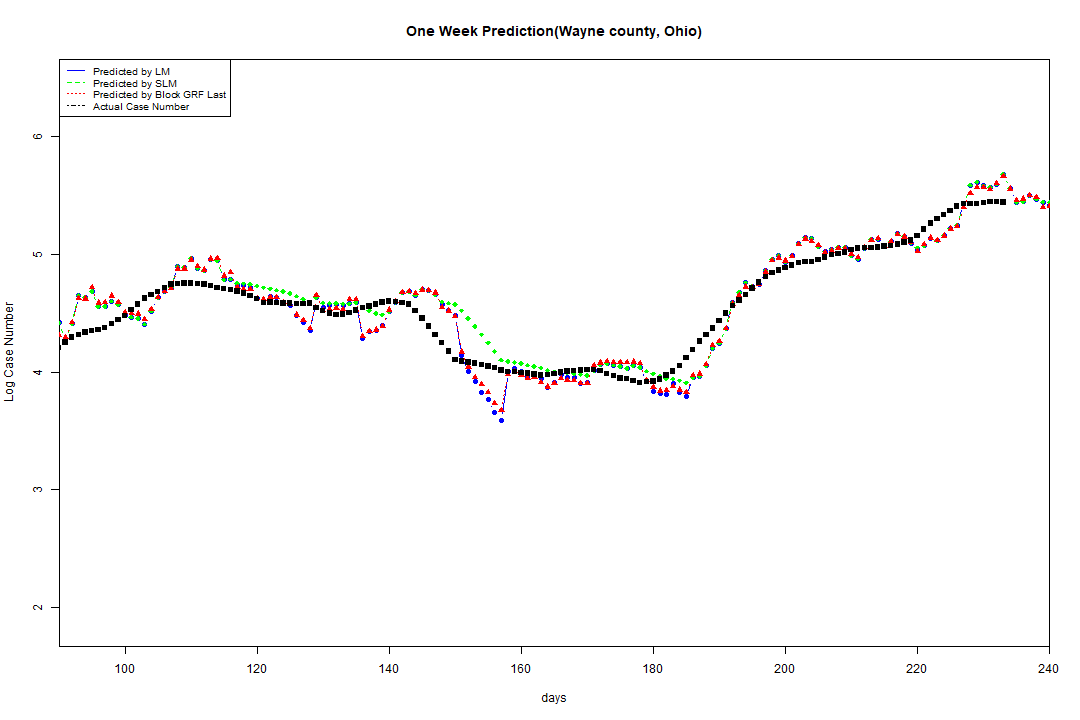 One Week Prediction(Wayne county, Ohio)
Predicted by LM
Predicted by SLM
Predicted by Block GRF Last
Actual Case Number
Log Case Number
6
5
4
3
2
100 120 140 160 180 200 220 240
days